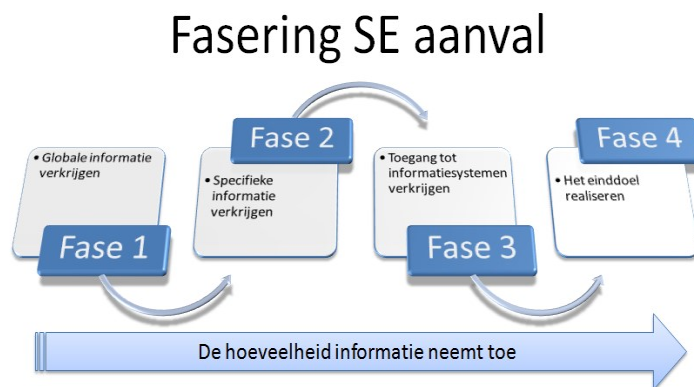 Fasering SE aanval
• Globale informatie
verkrijgen
Fase 1
Fase 2
• Specifieke
informatie
verkrijgen
• Toegang tot
informatiesystemen
verkrijgen
Fase 3
Fase 4
• Het einddoel
realiseren
De hoeveelheid informatie neemt toe